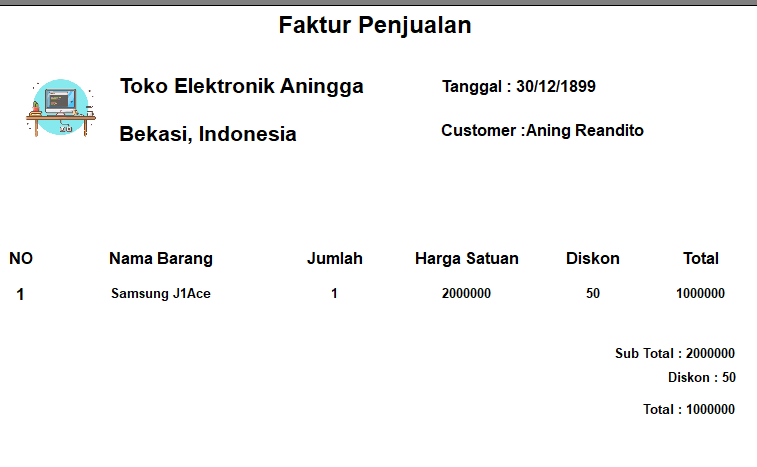 Faktur Penjualan
Toko Elektronik Aningga
Tanggal : 30/12/1899
Bekasi, Indonesia
Customer :Aning Reandito
NO Nama Barang Jumlah Harga Satuan Diskon Total
1 Samsung J1Ace 1 2000000 50 1000000
Sub Total : 2000000
Diskon : 50
Total : 1000000